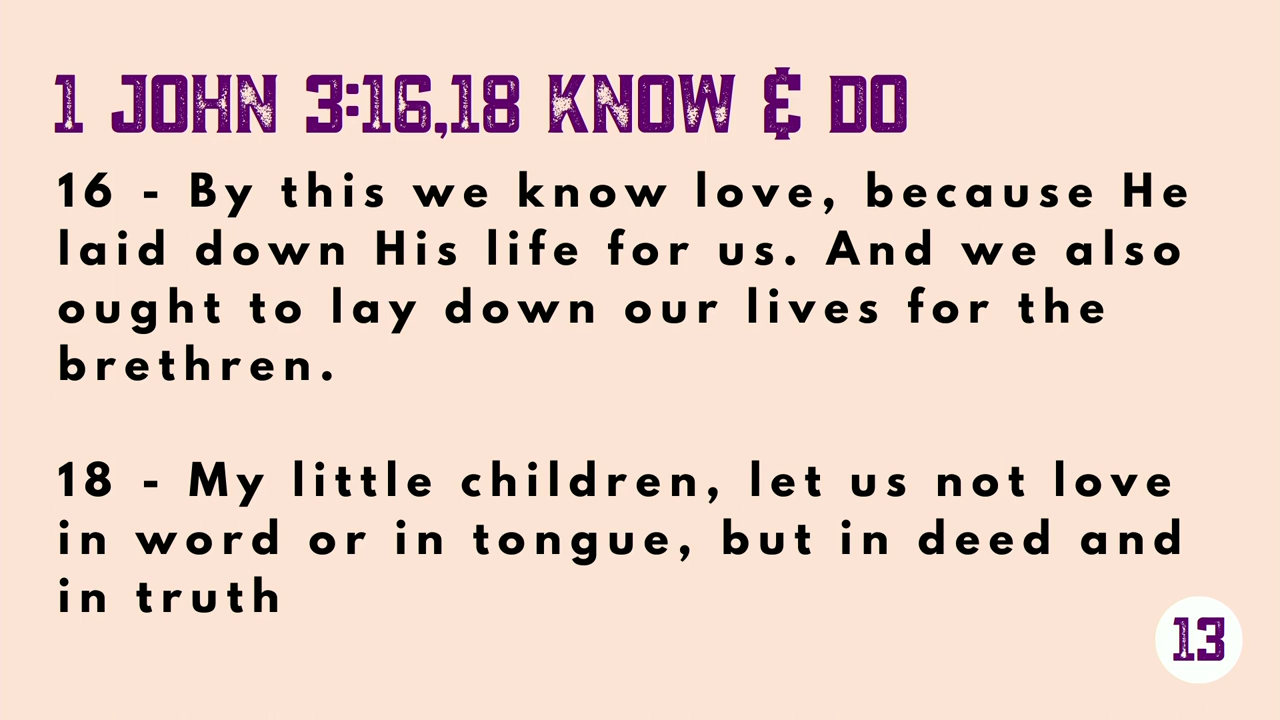 1 JOHN 3:16,18 KNOW & DO
16 - By this we know love, because He
laid down His life for us. And we also
ought to lay down our lives for the
brethren.
18 - My little children, let us not love
in word or in tongue, but in deed and
in truth
13